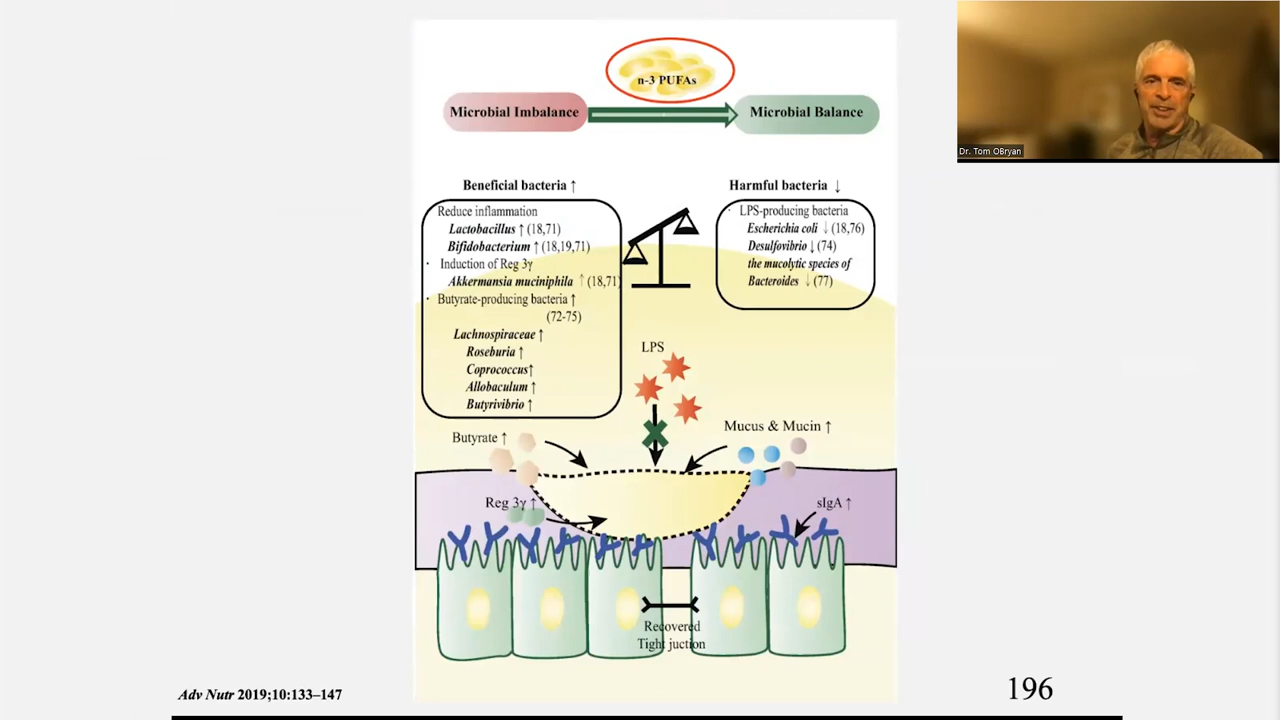 n-3 PUFAs
Microbial Imbalance
Microbial Balance
Dr. Tom OBryan
Beneficial bacteria ↑
Reduce inflammation
Lactobacillus ↑ (18,71)
Bifidobacterium ↑ (18,19,71)
· Induction of Reg 3γ
Akkermansia muciniphila ↑ (18,71)
· Butyrate-producing bacteria ↑
(72-75)
Lachnospiraceae ↑
Roseburia ↑
Coprococcus↑
Allobaculum ↑
Butyrivibrio ↑
Harmful bacteria ↓
· LPS-producing bacteria
Escherichia coli ↓ (18,76)
Desulfovibrio ↓ (74)
the mucolytic species of
Bacteroides ↓ (77)
LPS
Butyrate ↑
Mucus & Mucin ↑
Reg 3γ ↑
sIgA ↑
Recovered
Tight juction
Adv Nutr 2019;10:133–147
196